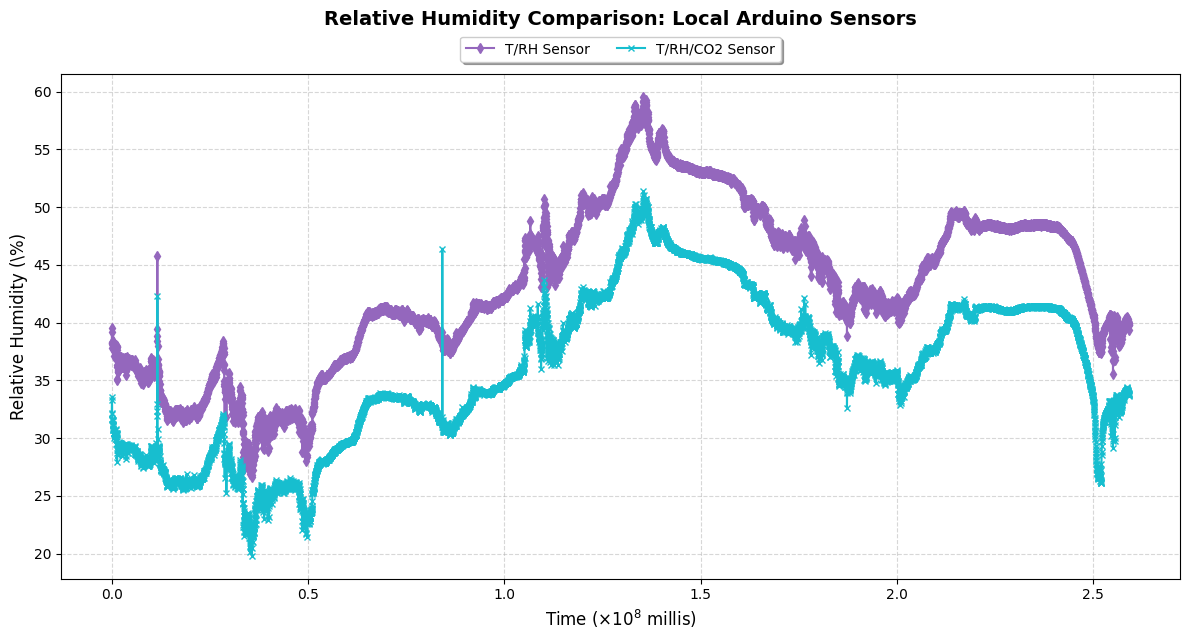 Relative Humidity Comparison: Local Arduino Sensors
T/RH Sensor T/RH/CO2 Sensor
Relative Humidity (\%)
60
55
50
45
40
35
30
25
20
0.0 0.5 1.0 1.5 2.0 2.5
Time (×10⁸ millis)